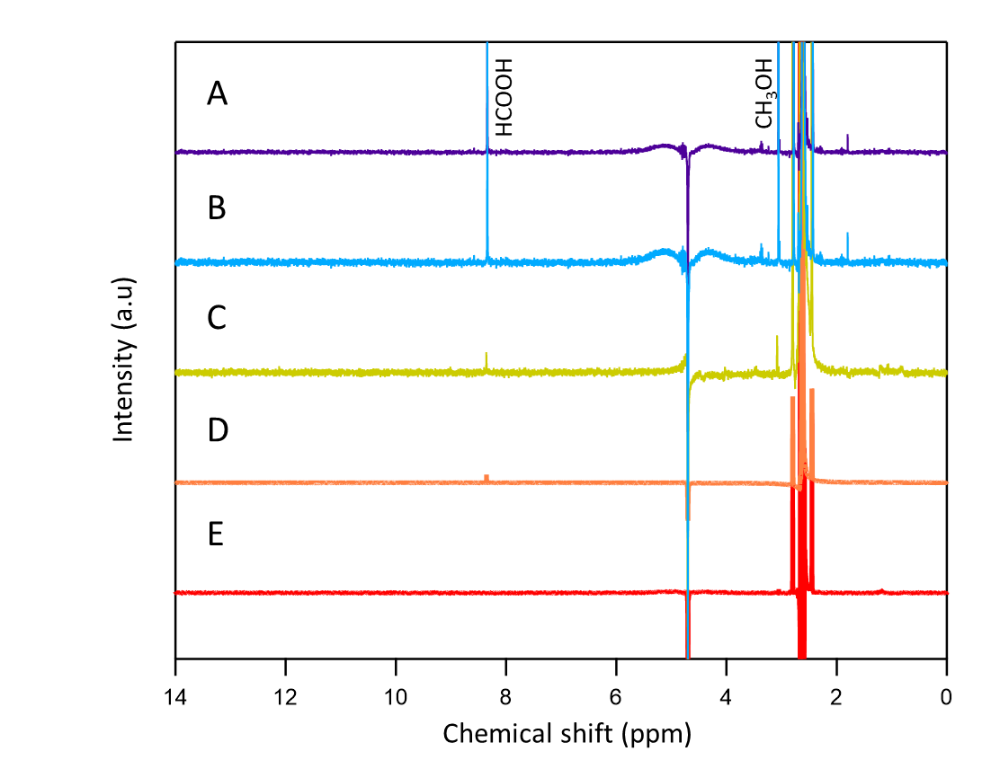 A
HCOOH
CH₃OH
B
C
D
E
Intensity (a.u)
14 12 10 8 6 4 2 0
Chemical shift (ppm)